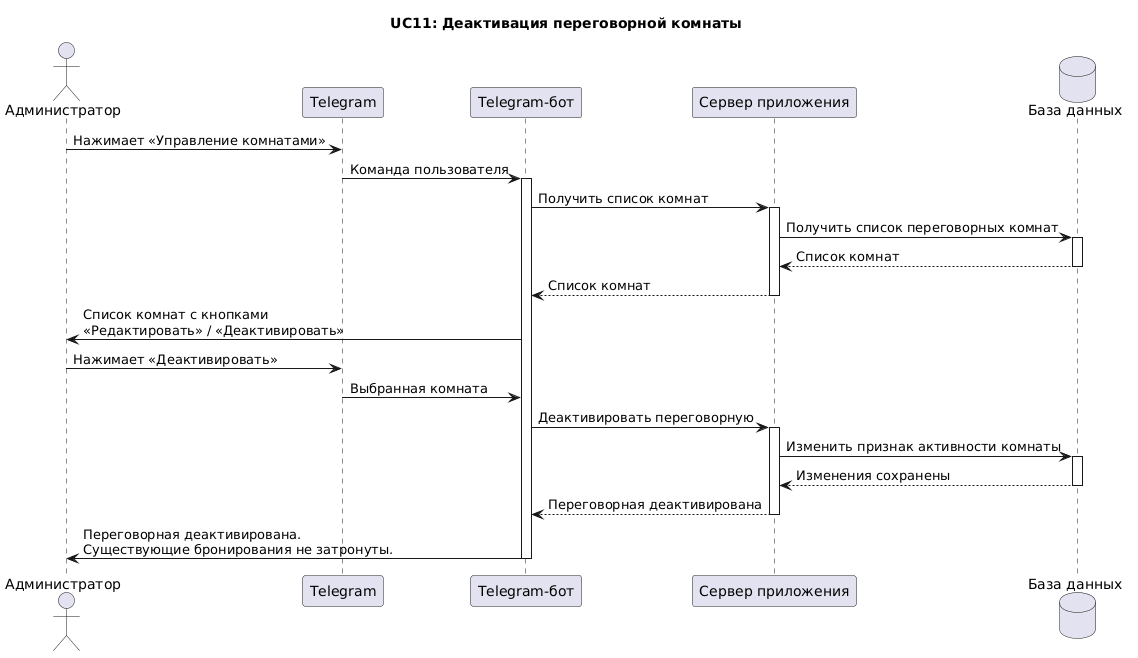 UC11: Деактивация переговорной комнаты
Администратор
Telegram
Telegram-бот
Сервер приложения
База данных
Нажимает «Управление комнатами»
Команда пользователя
Получить список комнат
Получить список переговорных комнат
Список комнат
Список комнат
Список комнат с кнопками
«Редактировать» / «Деактивировать»
Нажимает «Деактивировать»
Выбранная комната
Деактивировать переговорную
Изменить признак активности комнаты
Изменения сохранены
Переговорная деактивирована
Переговорная деактивирована.
Существующие бронирования не затронуты.
Администратор
Telegram
Telegram-бот
Сервер приложения
База данных